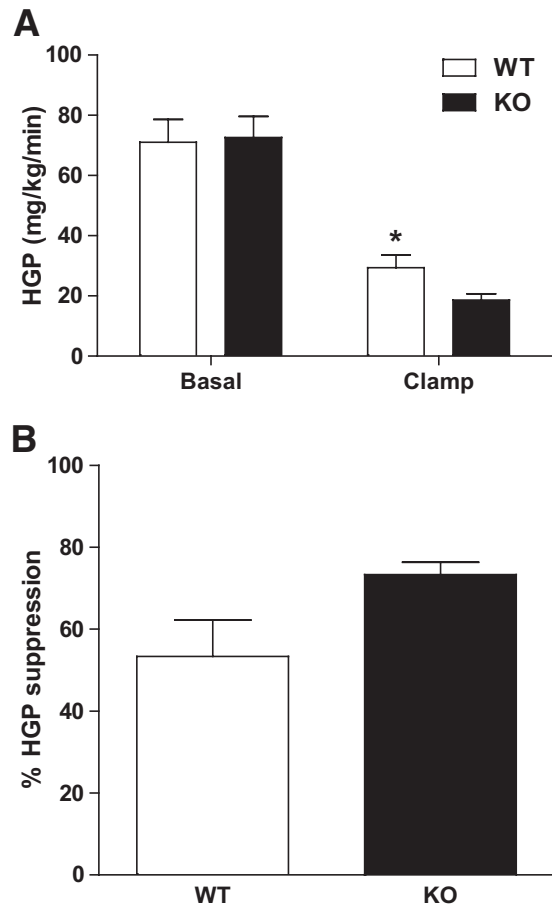 A
HGP (mg/kg/min)
100
80
60
40
20
0
WT
KO
*
Basal
Clamp
B
% HGP suppression
100
80
60
40
20
0
WT
KO